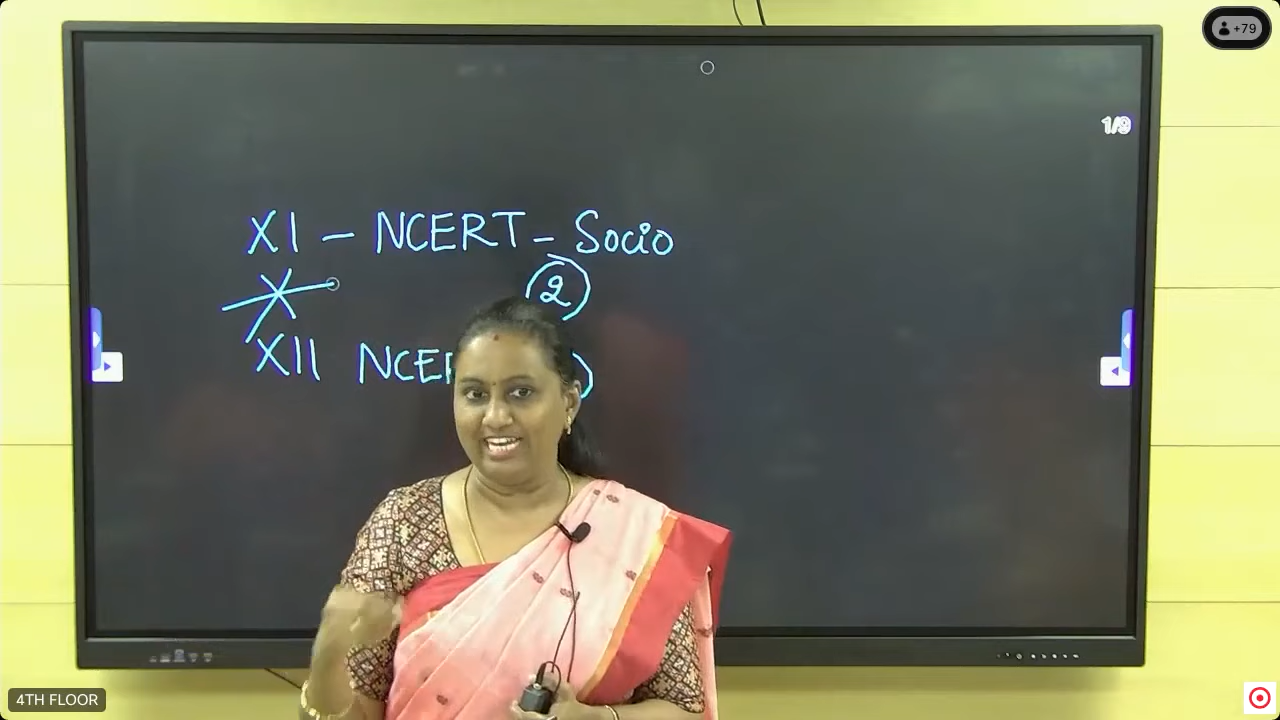 +79
1/9
XI - NCERT - Socio
2
XII NCER
4TH FLOOR